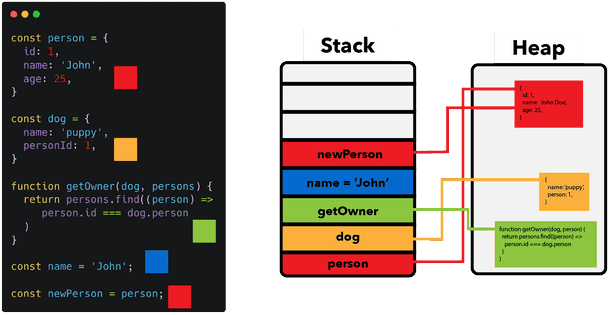 const person = {
id: 1,
name: 'John',
age: 25,
}
const dog = {
name: 'puppy',
personId: 1,
}
function getOwner(dog, persons) {
return persons.find((person) =>
person.id === dog.person
)
}
const name = 'John';
const newPerson = person;
Stack
newPerson
name = ‘John’
getOwner
dog
person
Heap
{
id: 1,
name: 'John Doe',
age: 25,
}
{
name: 'puppy',
person: 1,
}
function getOwner(dog, person) {
return persons.find((person) =>
person.id === dog.person
)
}